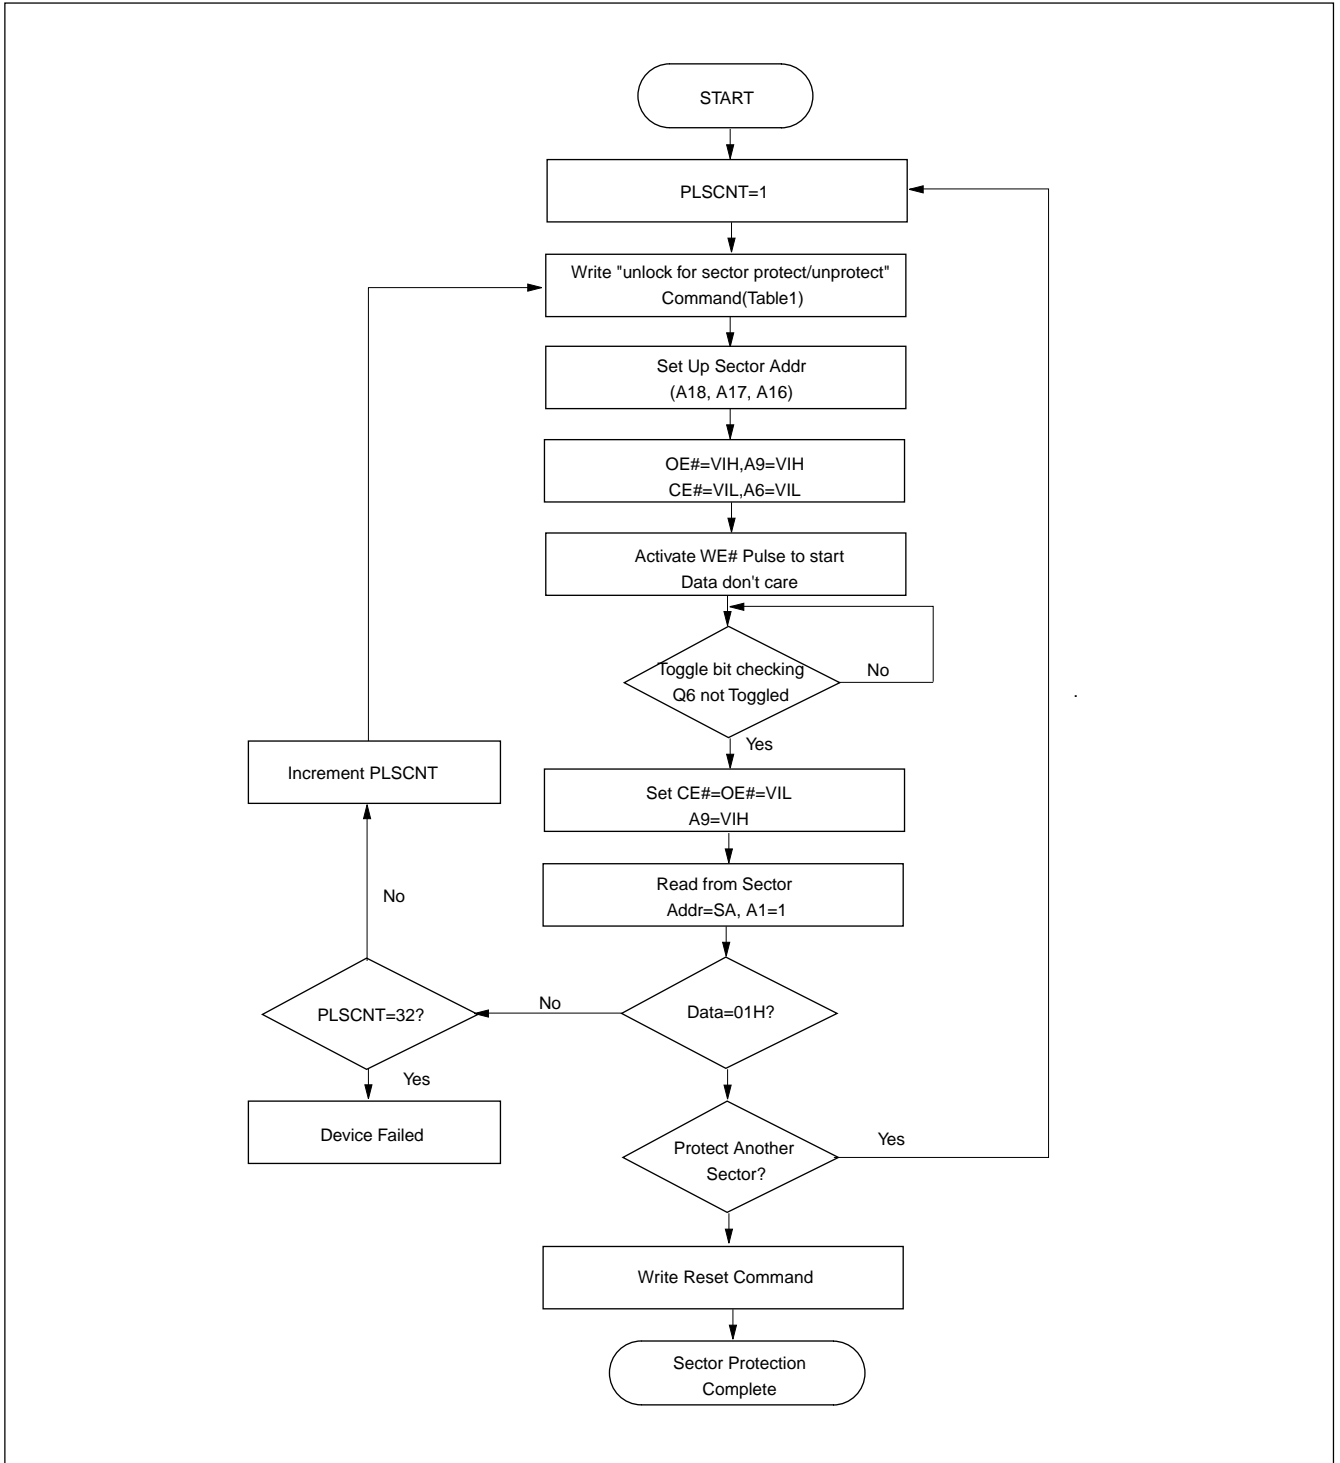 START
PLSCNT=1
Write "unlock for sector protect/unprotect"
Command(Table1)
Set Up Sector Addr
(A18, A17, A16)
OE#=VIH,A9=VIH
CE#=VIL,A6=VIL
Activate WE# Pulse to start
Data don't care
Toggle bit checking
Q6 not Toggled
No
.
Yes
Increment PLSCNT
Set CE#=OE#=VIL
A9=VIH
Read from Sector
Addr=SA, A1=1
No
No
PLSCNT=32?
Data=01H?
Yes
Device Failed
Protect Another
Sector?
Yes
Write Reset Command
Sector Protection
Complete